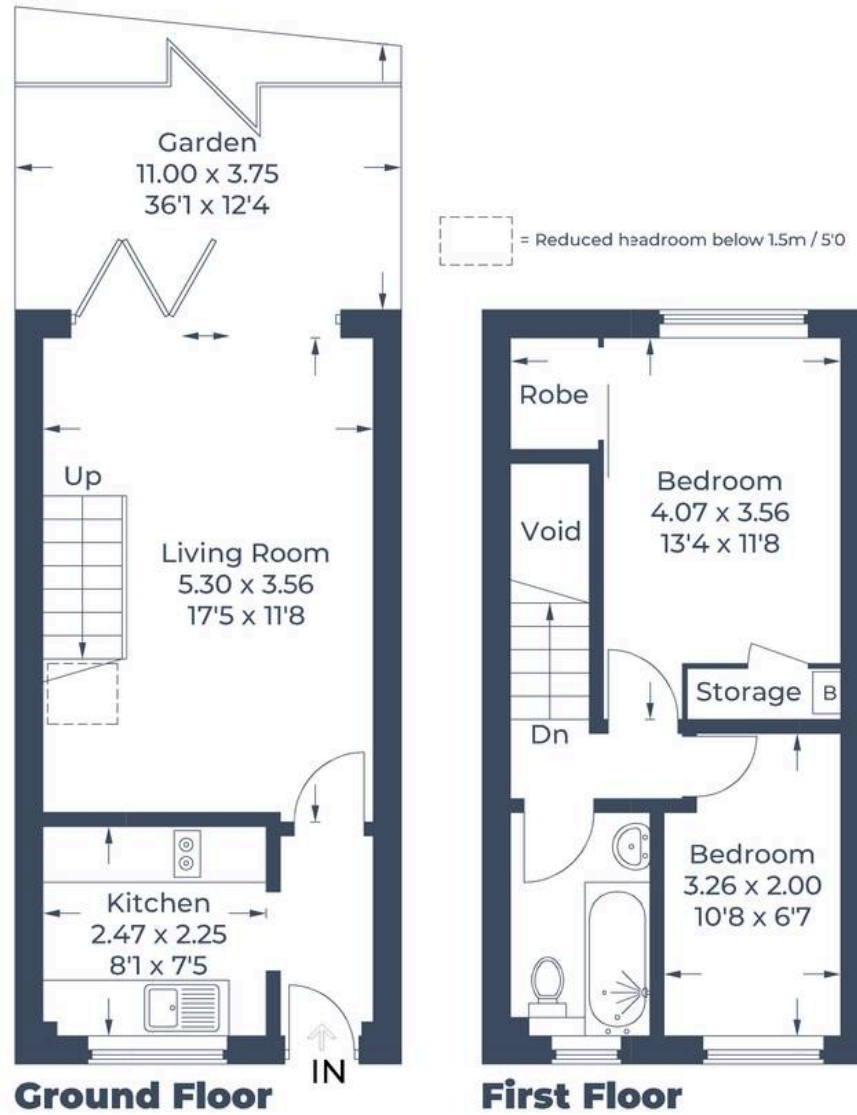 Garden
11.00 x 3.75
36'1 x 12'4
= Reduced headroom below 1.5m / 5'0
Up
Living Room
5.30 x 3.56
17'5 x 11'8
Kitchen
2.47 x 2.25
8'1 x 7'5
IN
Ground Floor
Robe
Bedroom
4.07 x 3.56
13'4 x 11'8
Void
Storage
B
Dn
Bedroom
3.26 x 2.00
10'8 x 6'7
First Floor